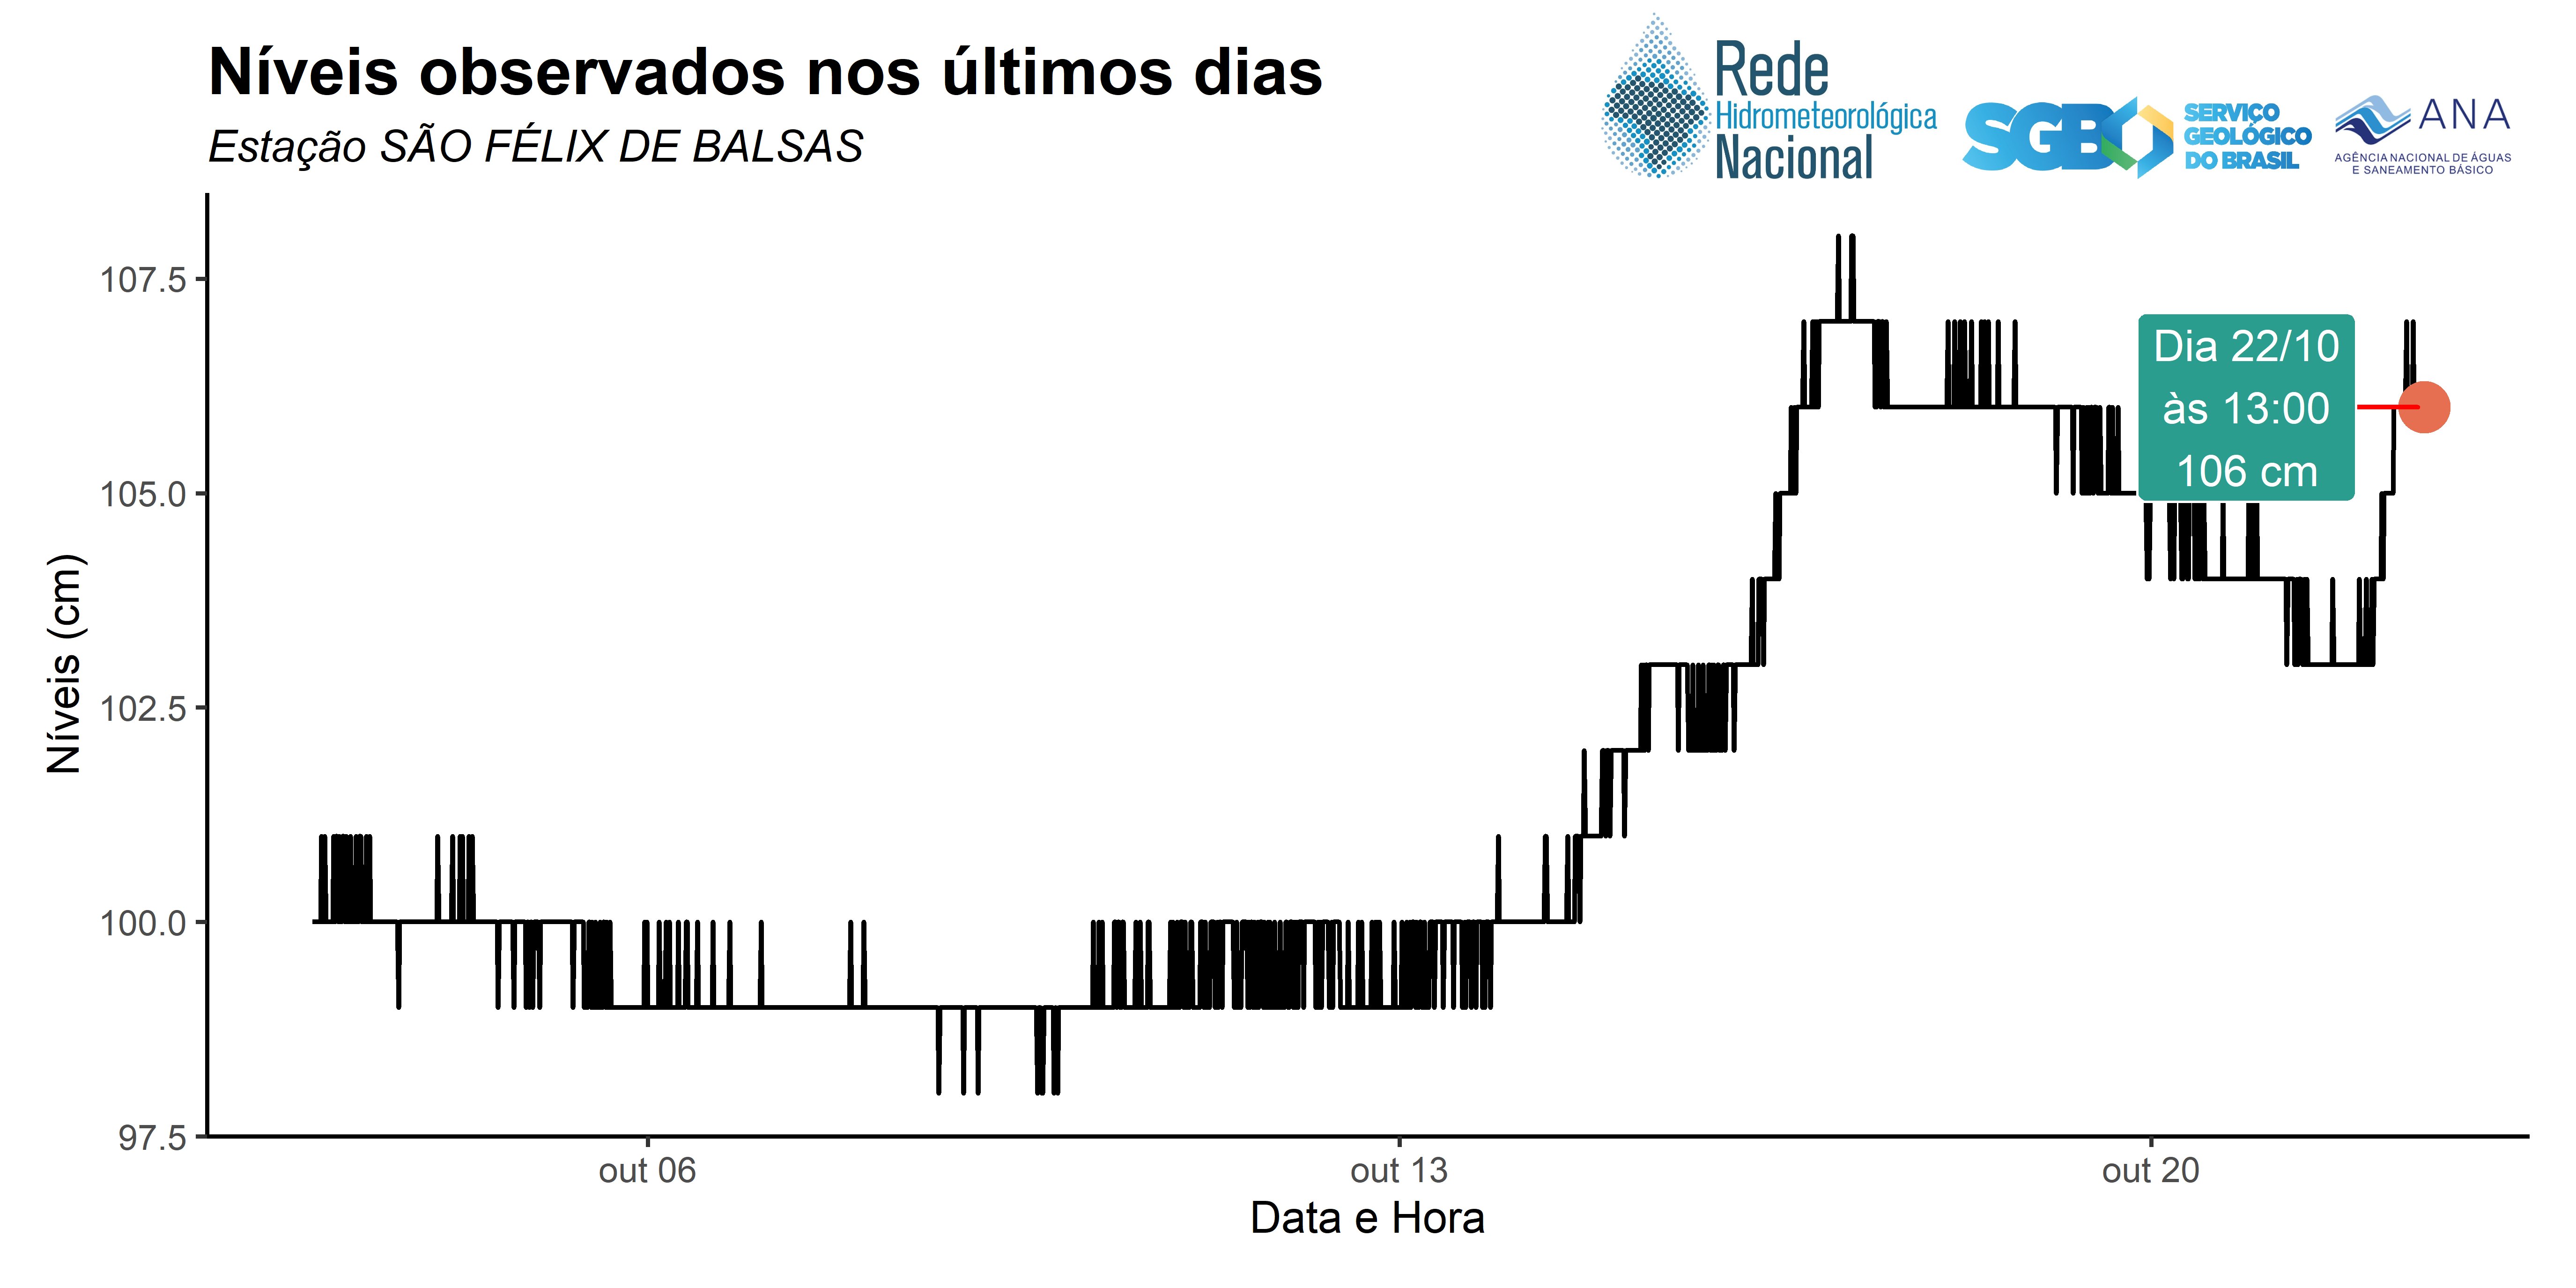 Níveis observados nos últimos dias
Estação SÃO FÉLIX DE BALSAS
Rede
Hidrometeorológica
Nacional
SGB
SERVIÇO
GEOLÓGICO
DO BRASIL
ANA
AGÊNCIA NACIONAL DE ÁGUAS
E SANEAMENTO BÁSICO
Níveis (cm)
107.5
105.0
102.5
100.0
97.5
Dia 22/10
às 13:00
106 cm
out 06
out 13
out 20
Data e Hora